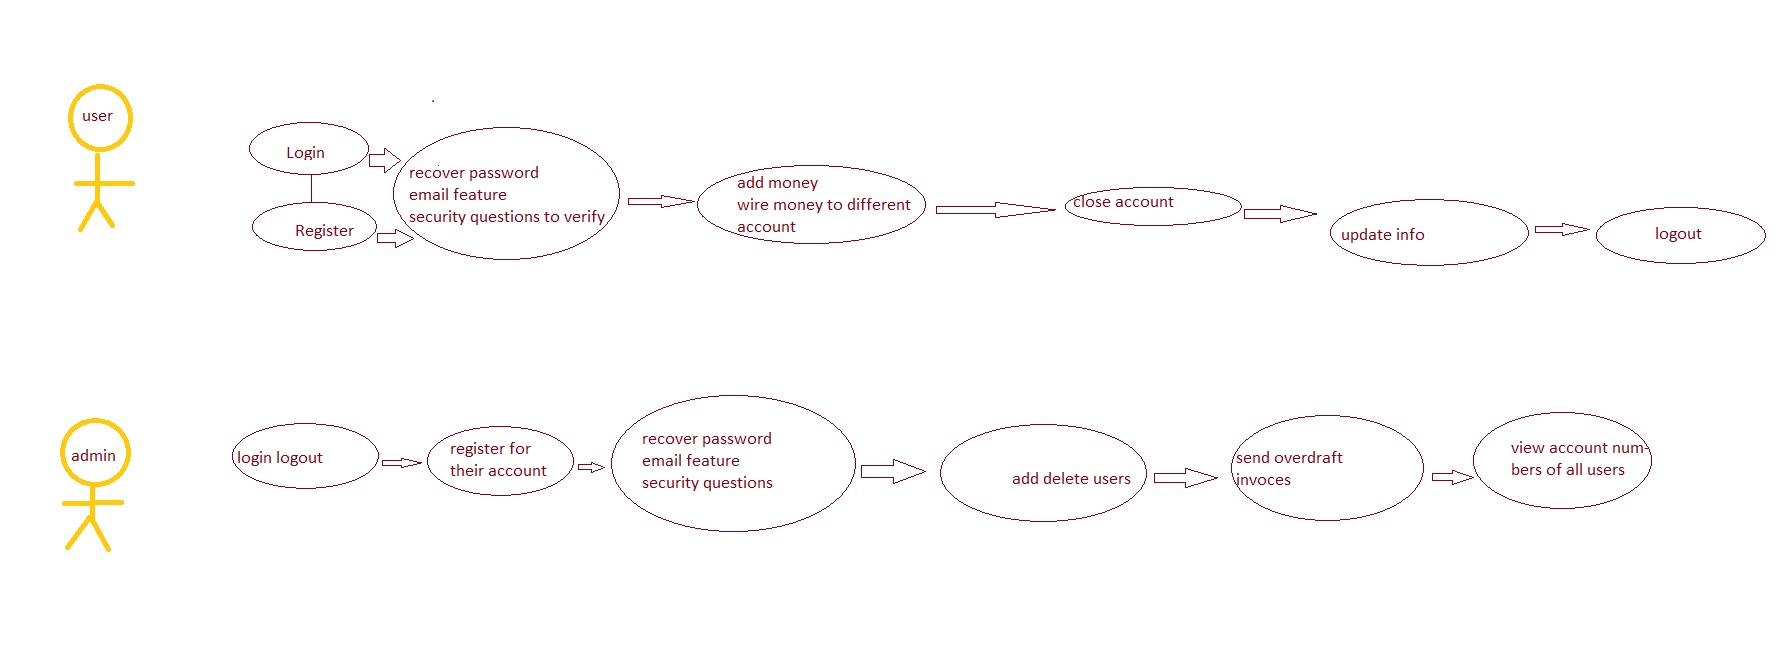 user
Login
Register
recover password
email feature
security questions to verify
add money
wire money to different
account
close account
update info
logout
admin
login logout
register for
their account
recover password
email feature
security questions
add delete users
send overdraft
invoces
view account num-
bers of all users